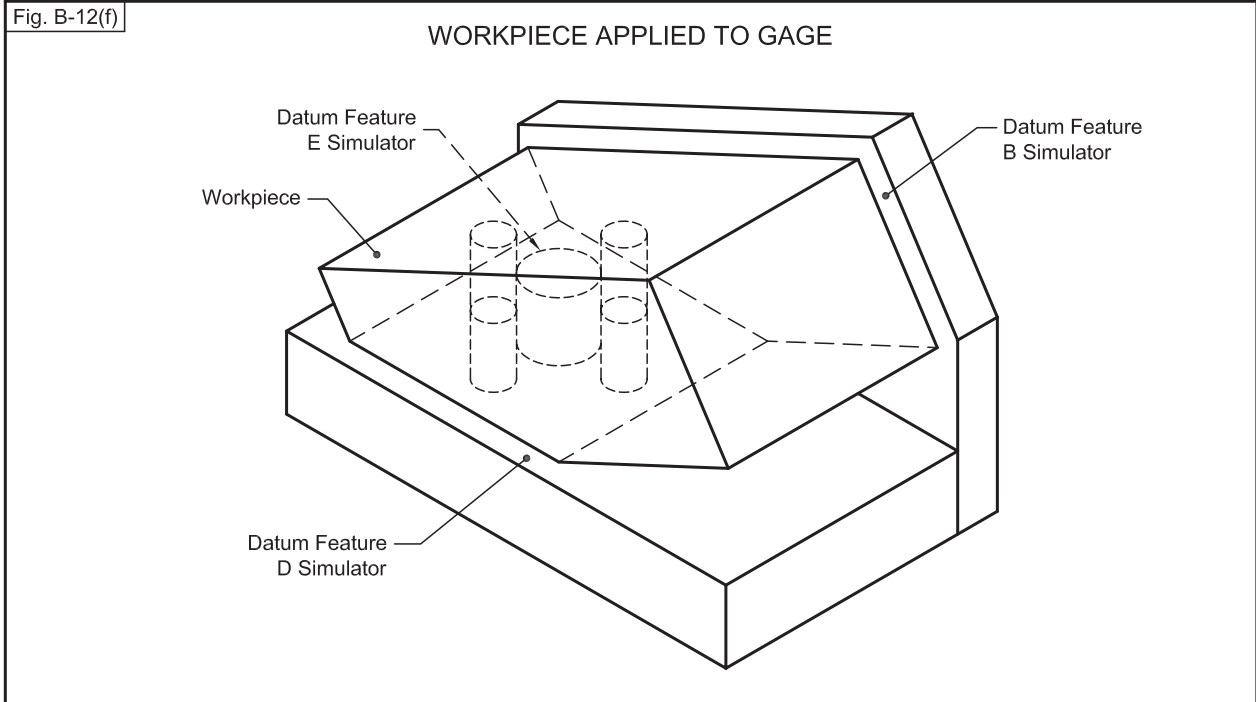 Fig. B-12(f)
WORKPIECE APPLIED TO GAGE
Datum Feature
E Simulator
Datum Feature
B Simulator
Workpiece
Datum Feature
D Simulator